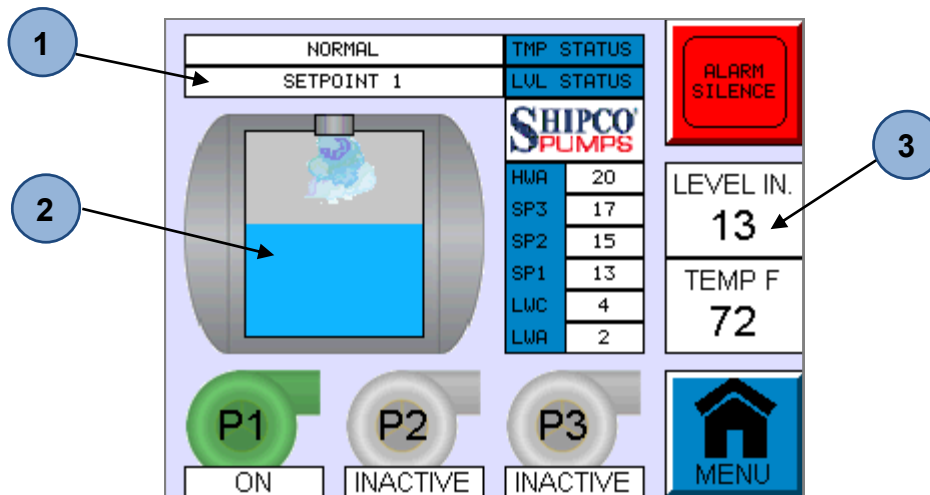 1
NORMAL TMP STATUS
SETPOINT 1 LVL STATUS
ALARM
SILENCE
SHIPCO
PUMPS
3
HWA 20
SP3 17
SP2 15
SP1 13
LWC 4
LWA 2
LEVEL IN.
13
TEMP F
72
2
P1 P2 P3
ON INACTIVE INACTIVE
MENU